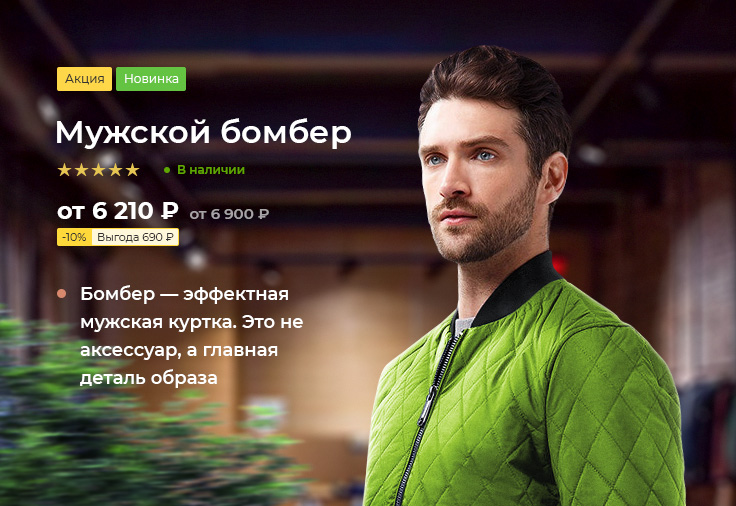 Акция Новинка
Мужской бомбер
В наличии
от 6 210 ₽ от 6 900 ₽
-10% Выгода 690 ₽
Бомбер — эффектная
мужская куртка. Это не
аксессуар, а главная
деталь образа